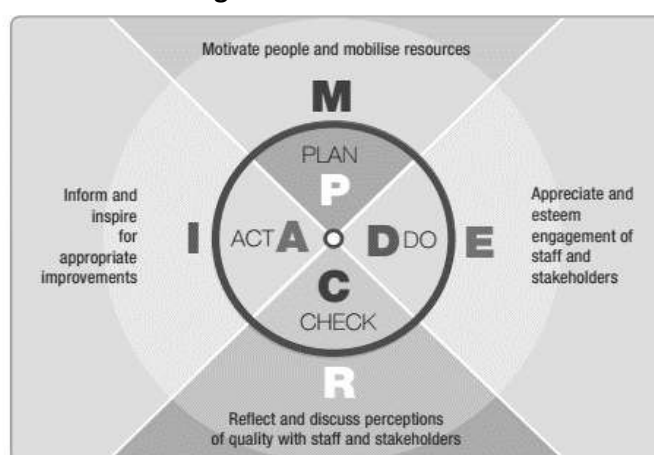 Motivate people and mobilise resources
M
PLAN
P
Inform and
inspire
for
appropriate
improvements
I
ACT A
D DO
E
Appreciate and
esteem
engagement of
staff and
stakeholders
C
CHECK
R
Reflect and discuss perceptions
of quality with staff and stakeholders